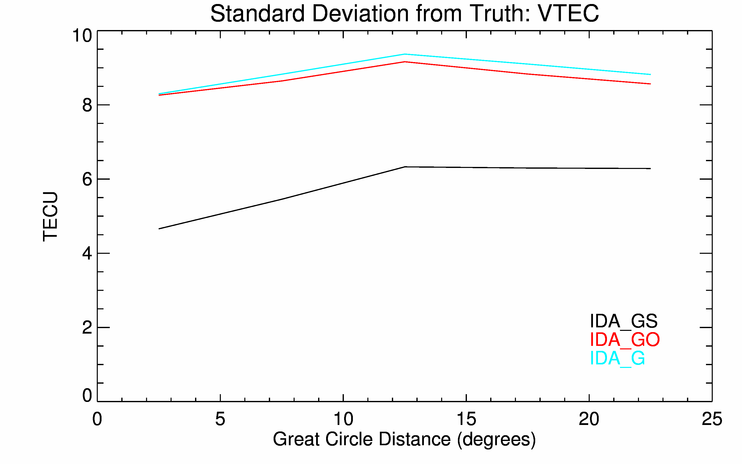 Standard Deviation from Truth: VTEC
10
8
6
4
2
0
TECU
IDA_GS
IDA_GO
IDA_G
0 5 10 15 20 25
Great Circle Distance (degrees)